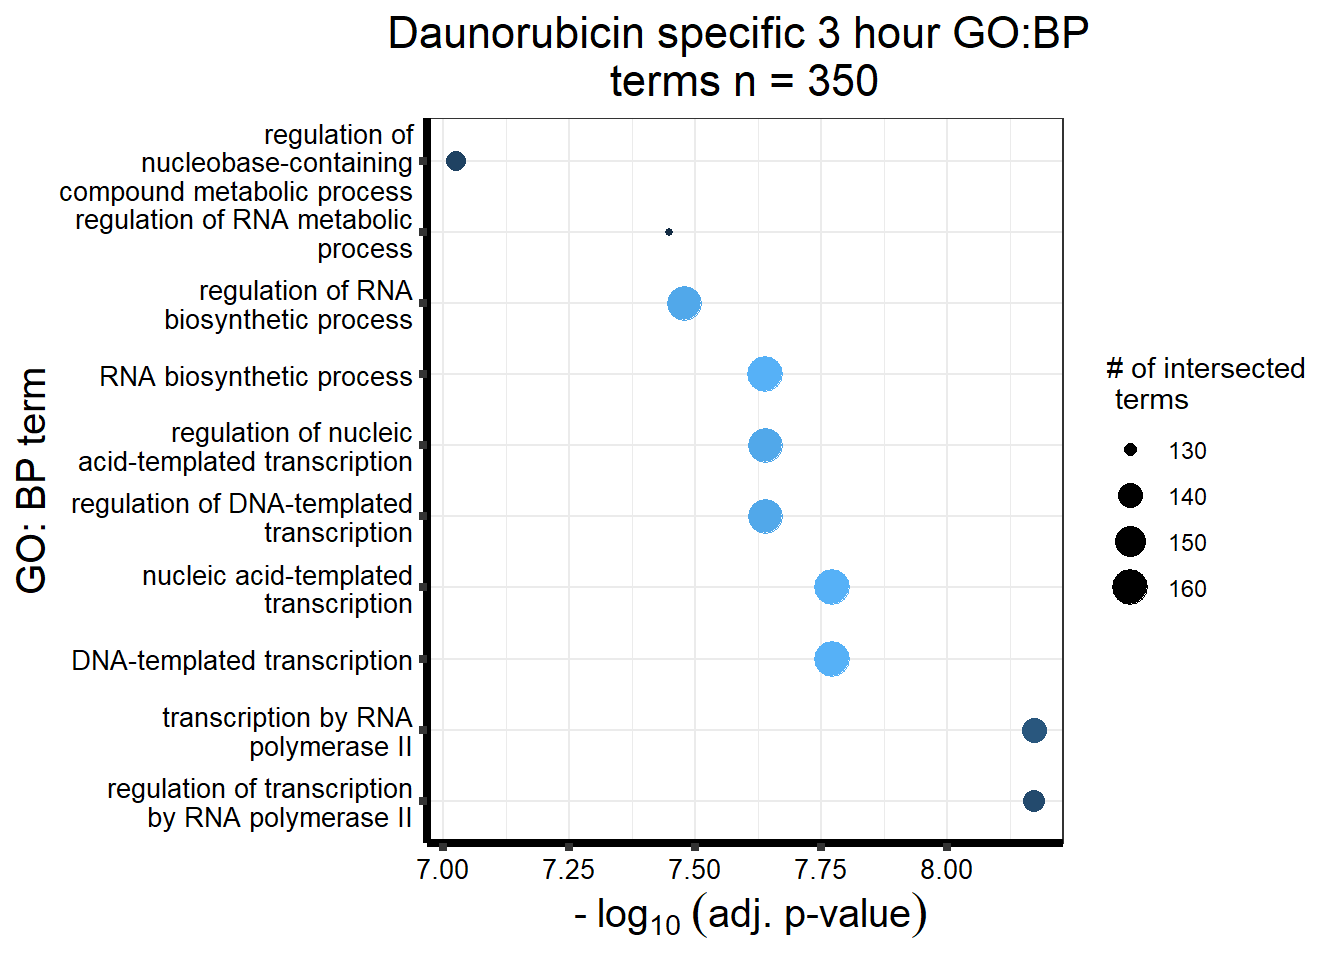 Daunorubicin specific 3 hour GO:BP
terms n = 350
GO: BP term
regulation of
nucleobase-containing
compound metabolic process
regulation of RNA metabolic
process
regulation of RNA
biosynthetic process
RNA biosynthetic process
regulation of nucleic
acid-templated transcription
regulation of DNA-templated
transcription
nucleic acid-templated
transcription
DNA-templated transcription
transcription by RNA
polymerase II
regulation of transcription
by RNA polymerase II
7.00 7.25 7.50 7.75 8.00
- log10 (adj. p-value)
# of intersected
terms
130
140
150
160